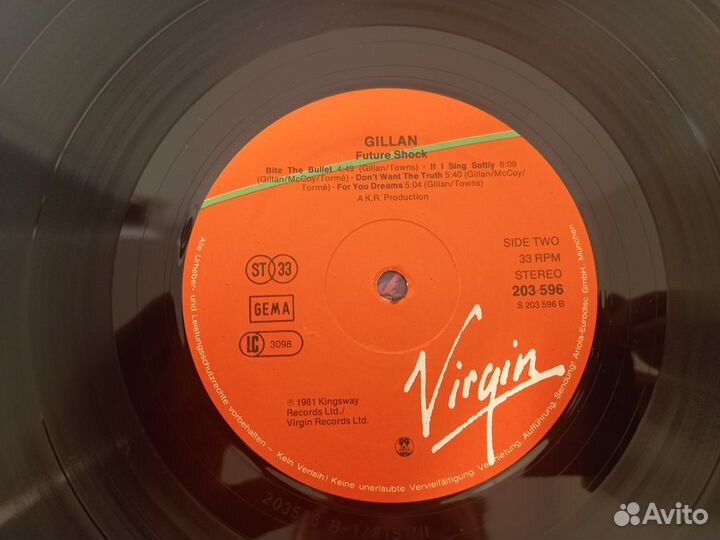 GILLAN
Future Shock
Bite The Bullet 4:49 (Gillan/Towns) · If I Sing Softly 6:09
(Gillan/McCoy/Tormé) · Don't Want The Truth 5:40 (Gillan/McCoy/
Tormé) · For You Dreams 5:04 (Gillan/Towns)
A K.R. Production
SIDE TWO
33 RPM
STEREO
203 596
S 203 596 B
ST 33
GEMA
LC 3098
Virgin
℗ 1981 Kingsway
Records Ltd./
Virgin Records Ltd.
Alle Urheber- und Leistungsschutzrechte vorbehalten – Kein Verleih! Keine unerlaubte Vervielfältigung, Vermietung, Aufführung, Sendung! Ariola-Eurodisc GmbH, München
Avito